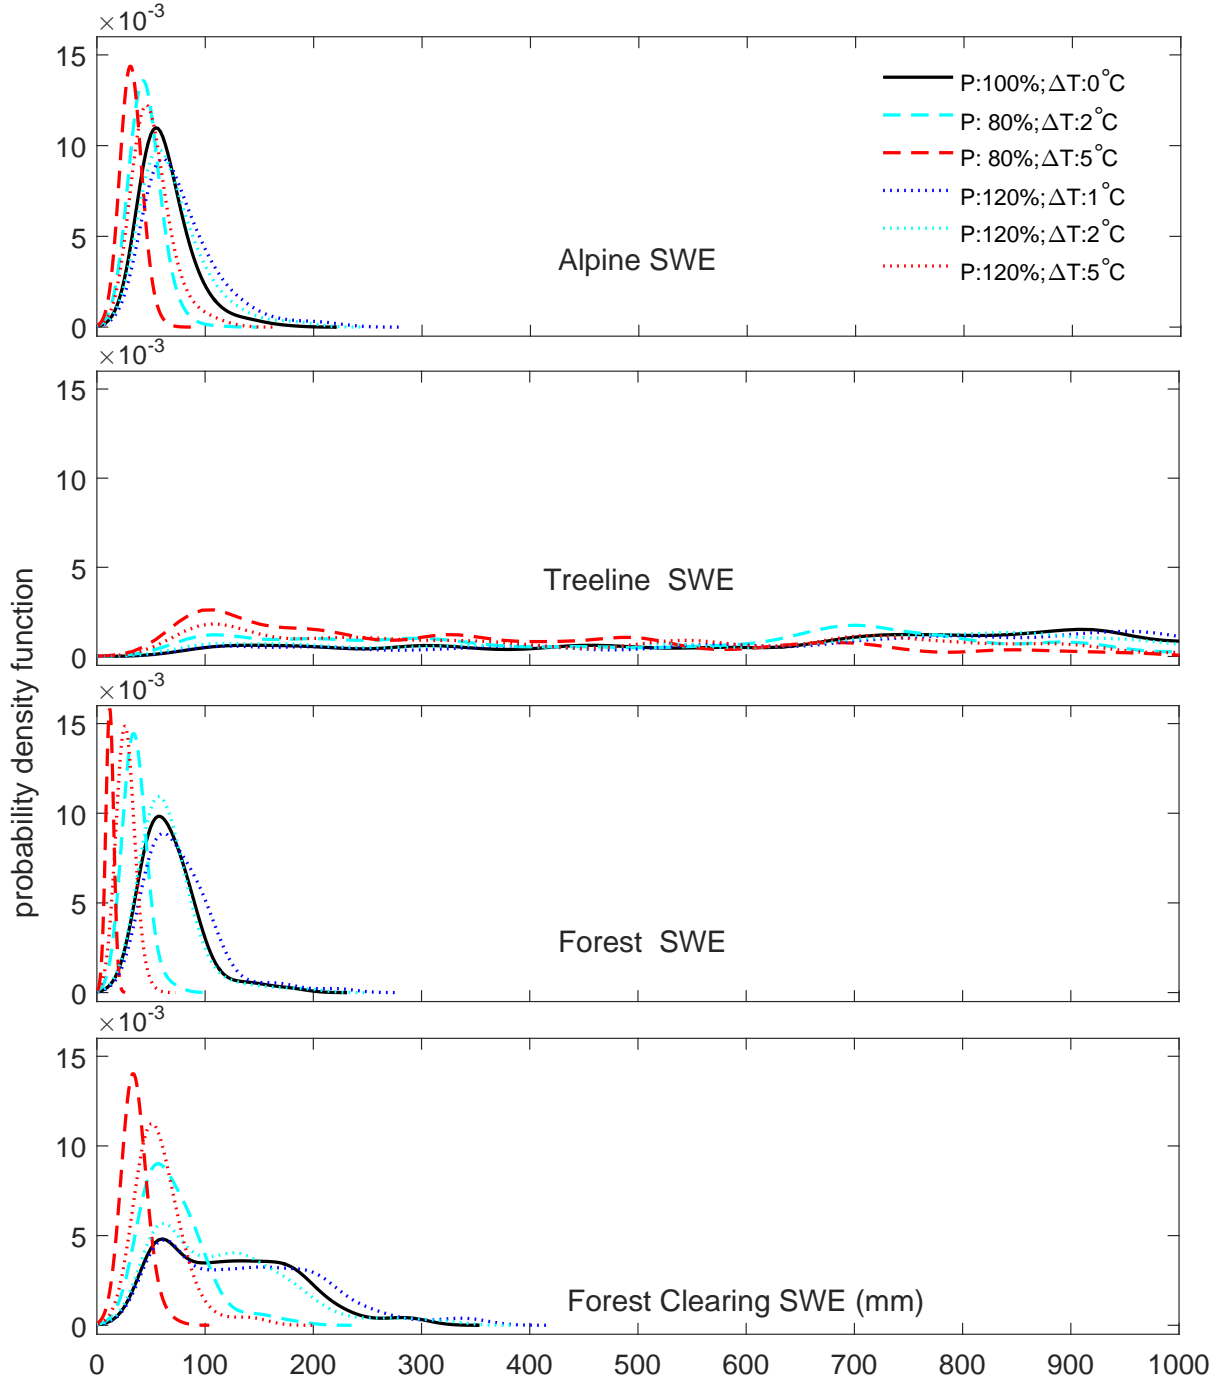 ×10-3
15
10
5
0
P:100%;ΔT:0°C
P: 80%;ΔT:2°C
P: 80%;ΔT:5°C
P:120%;ΔT:1°C
P:120%;ΔT:2°C
P:120%;ΔT:5°C
Alpine SWE
×10-3
15
10
5
0
Treeline SWE
probability density function
×10-3
15
10
5
0
Forest SWE
×10-3
15
10
5
0
Forest Clearing SWE (mm)
0 100 200 300 400 500 600 700 800 900 1000